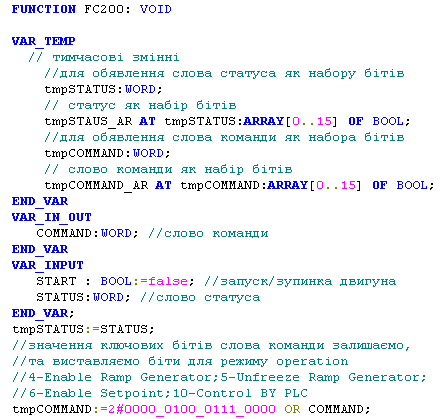 FUNCTION FC200: VOID
VAR_TEMP
// тимчасові змінні
//для обявлення слова статуса як набору бітів
tmpSTATUS:WORD;
// статус як набір бітів
tmpSTAUS_AR AT tmpSTATUS:ARRAY[0..15] OF BOOL;
//для обявлення слова команди як набора бітів
tmpCOMMAND:WORD;
// слово команди як набір бітів
tmpCOMMAND_AR AT tmpCOMMAND:ARRAY[0..15] OF BOOL;
END_VAR
VAR_IN_OUT
COMMAND:WORD; //слово команди
END_VAR
VAR_INPUT
START : BOOL:=false; //запуск/зупинка двигуна
STATUS:WORD; //слово статуса
END_VAR;
tmpSTATUS:=STATUS;
//значення ключових бітів слова команди залишаємо,
//та виставляємо біти для режиму operation
//4-Enable Ramp Generator;5-Unfreeze Ramp Generator;
//6-Enable Setpoint;10-Control BY PLC
tmpCOMMAND:=2#0000_0100_0111_0000 OR COMMAND;